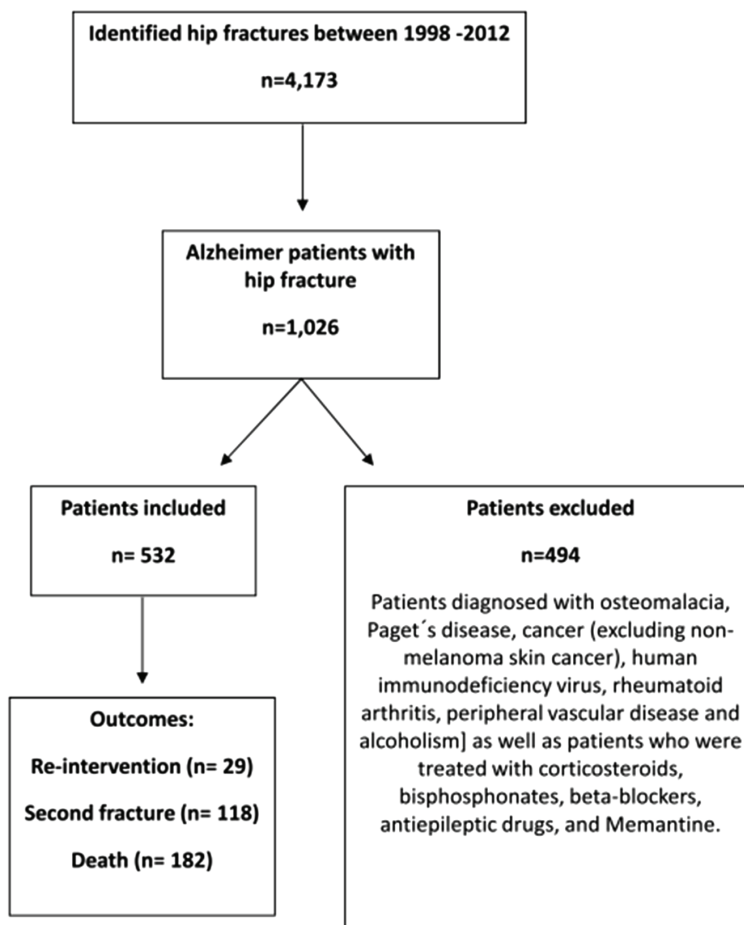 Identified hip fractures between 1998 -2012
n=4,173
Alzheimer patients with
hip fracture
n=1,026
Patients included
n= 532
Patients excluded
n=494
Patients diagnosed with osteomalacia,
Paget´s disease, cancer (excluding non-
melanoma skin cancer), human
immunodeficiency virus, rheumatoid
arthritis, peripheral vascular disease and
alcoholism] as well as patients who were
treated with corticosteroids,
bisphosphonates, beta-blockers,
antiepileptic drugs, and Memantine.
Outcomes:
Re-intervention (n= 29)
Second fracture (n= 118)
Death (n= 182)